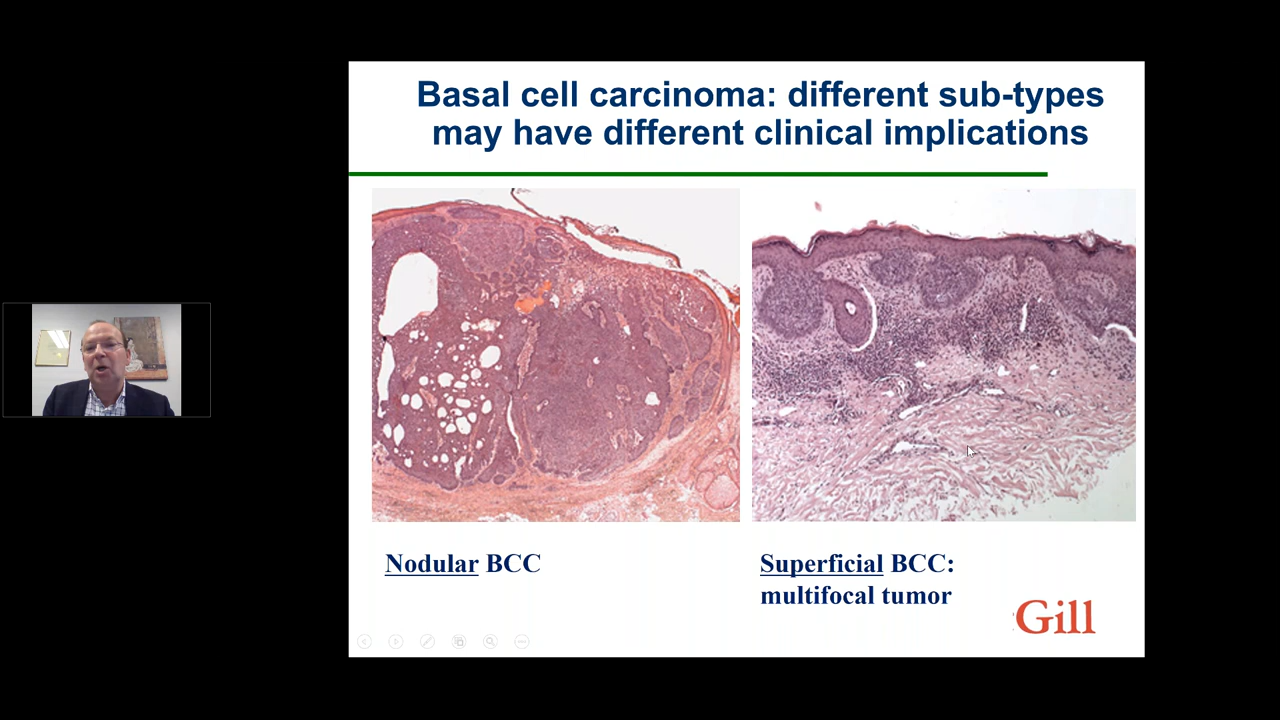 Basal cell carcinoma: different sub-types
may have different clinical implications
Nodular BCC
Superficial BCC:
multifocal tumor
Gill